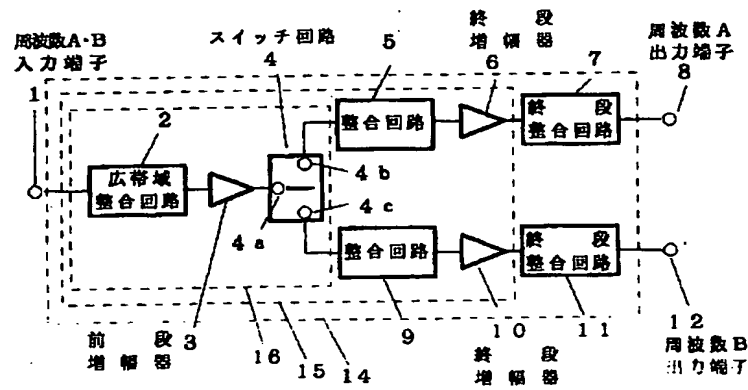 周波数A・B
入力端子
1
2
広帯域
整合回路
スイッチ回路
4
4a
4b
4c
前段
増幅器
3
5
整合回路
終段
増幅器
6
7
終段
整合回路
周波数A
出力端子
8
整合回路
9
終段
増幅器
10
終段
整合回路
11
12
周波数B
出力端子
16
15
14